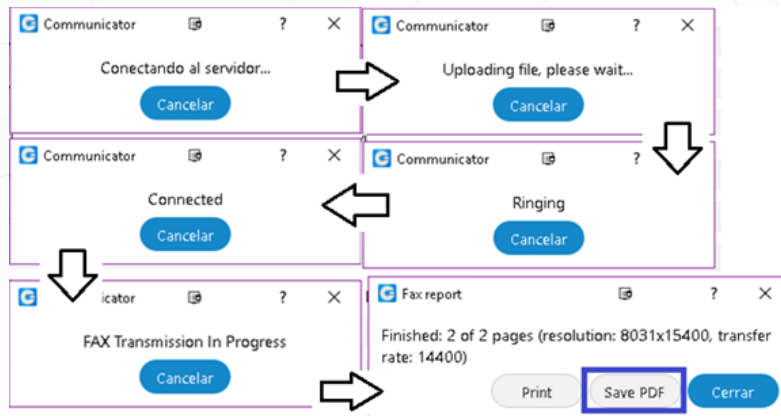 Communicator ? ×
Conectando al servidor...
Cancelar
Communicator ? ×
Uploading file, please wait...
Cancelar
Communicator ?
Ringing
Cancelar
Communicator ? ×
Connected
Cancelar
icator ? ×
FAX Transmission In Progress
Cancelar
Fax report ? ×
Finished: 2 of 2 pages (resolution: 8031x15400, transfer
rate: 14400)
Print Save PDF Cerrar